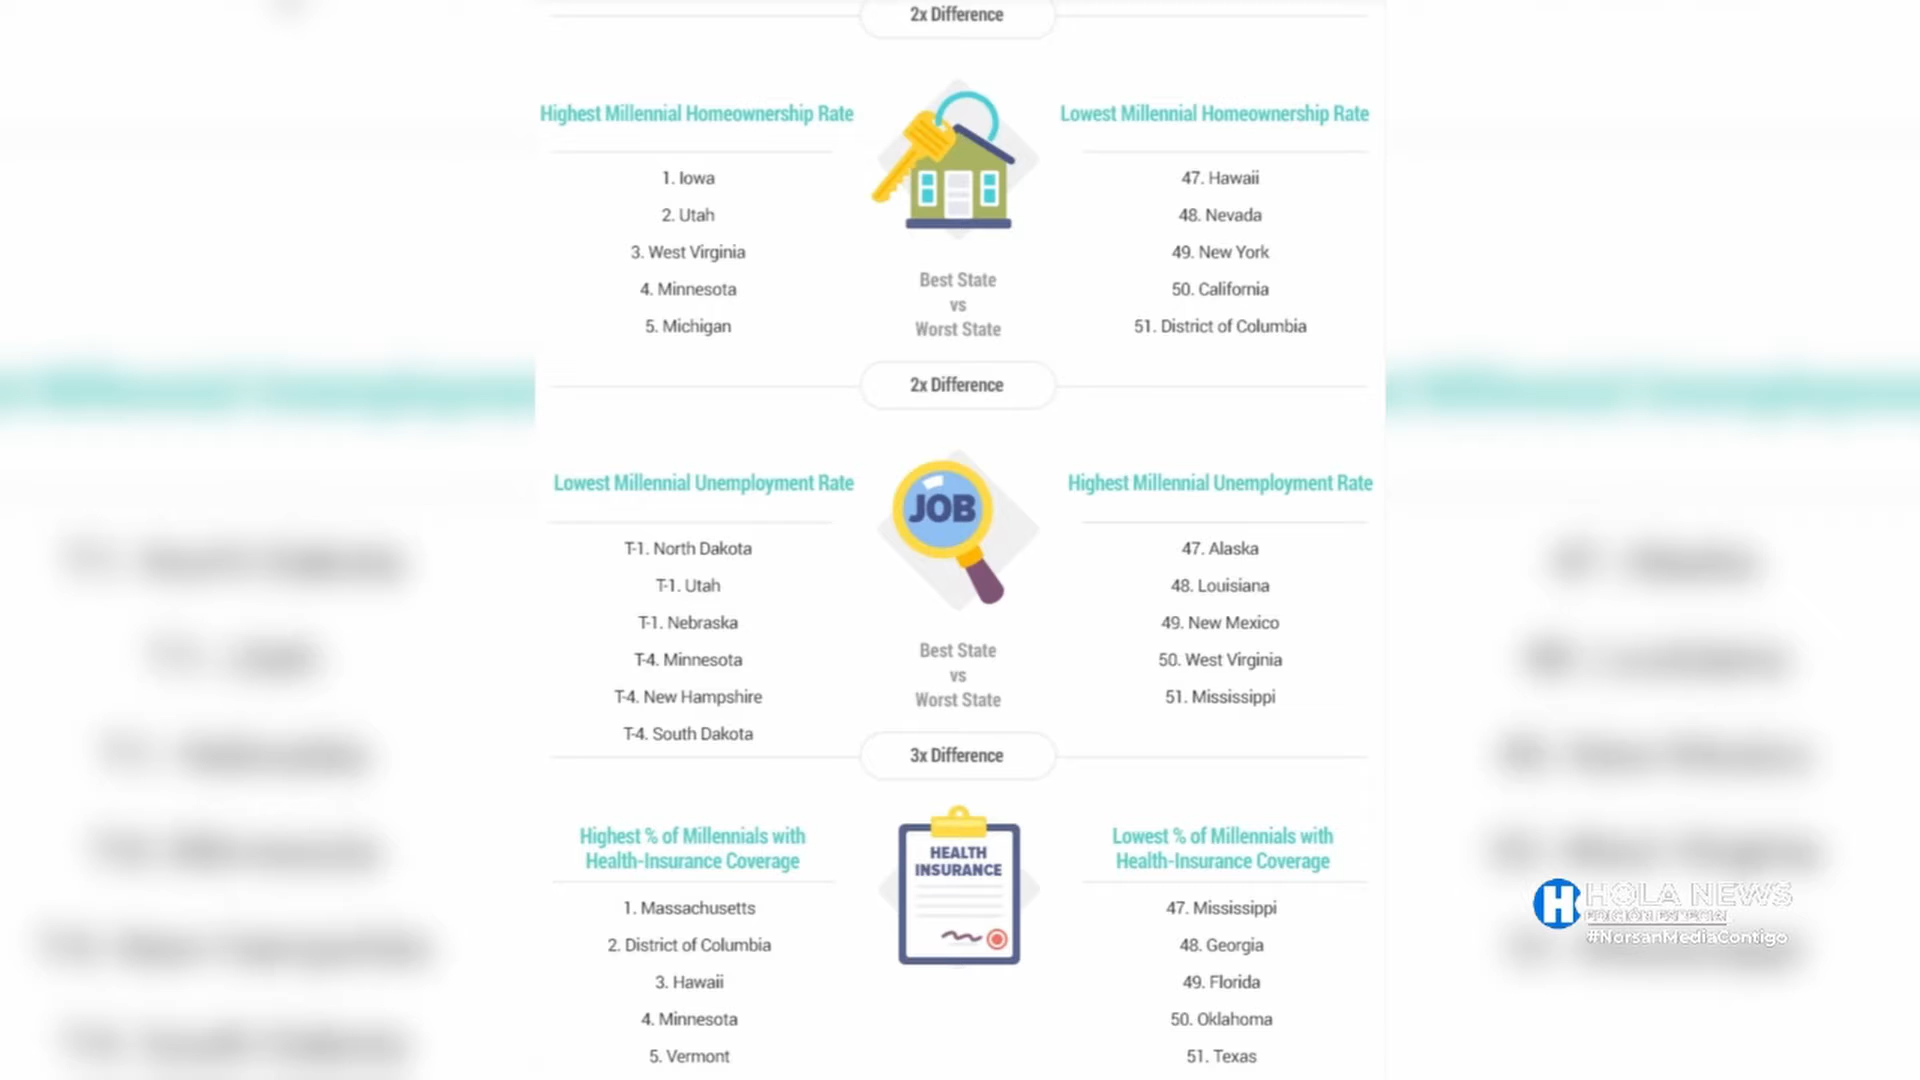 2x Difference
Highest Millennial Homeownership Rate
1. Iowa
2. Utah
3. West Virginia
4. Minnesota
5. Michigan
Best State
vs
Worst State
Lowest Millennial Homeownership Rate
47. Hawaii
48. Nevada
49. New York
50. California
51. District of Columbia
2x Difference
Lowest Millennial Unemployment Rate
T-1. North Dakota
T-1. Utah
T-1. Nebraska
T-4. Minnesota
T-4. New Hampshire
T-4. South Dakota
JOB
Best State
vs
Worst State
Highest Millennial Unemployment Rate
47. Alaska
48. Louisiana
49. New Mexico
50. West Virginia
51. Mississippi
3x Difference
Highest % of Millennials with
Health-Insurance Coverage
1. Massachusetts
2. District of Columbia
3. Hawaii
4. Minnesota
5. Vermont
HEALTH
INSURANCE
Lowest % of Millennials with
Health-Insurance Coverage
47. Mississippi
48. Georgia
49. Florida
50. Oklahoma
51. Texas
H HOLA NEWS
EDICIÓN ESPECIAL
#NorsanMediaContigo